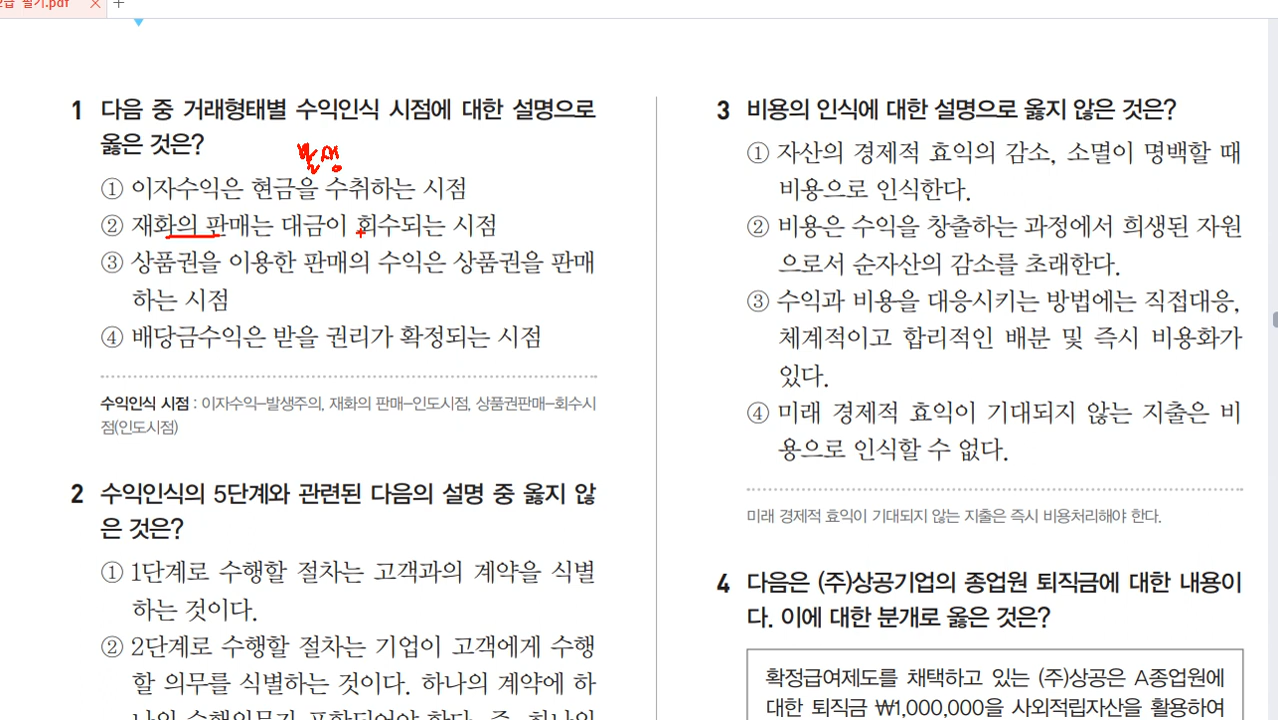 필기.pdf
1 다음 중 거래형태별 수익인식 시점에 대한 설명으로
옳은 것은?
발생
① 이자수익은 현금을 수취하는 시점
② 재화의 판매는 대금이 회수되는 시점
③ 상품권을 이용한 판매의 수익은 상품권을 판매
하는 시점
④ 배당금수익은 받을 권리가 확정되는 시점
수익인식 시점 : 이자수익–발생주의, 재화의 판매–인도시점, 상품권판매–회수시
점(인도시점)
2 수익인식의 5단계와 관련된 다음의 설명 중 옳지 않
은 것은?
① 1단계로 수행할 절차는 고객과의 계약을 식별
하는 것이다.
② 2단계로 수행할 절차는 기업이 고객에게 수행
할 의무를 식별하는 것이다. 하나의 계약에 하
3 비용의 인식에 대한 설명으로 옳지 않은 것은?
① 자산의 경제적 효익의 감소, 소멸이 명백할 때
비용으로 인식한다.
② 비용은 수익을 창출하는 과정에서 희생된 자원
으로서 순자산의 감소를 초래한다.
③ 수익과 비용을 대응시키는 방법에는 직접대응,
체계적이고 합리적인 배분 및 즉시 비용화가
있다.
④ 미래 경제적 효익이 기대되지 않는 지출은 비
용으로 인식할 수 없다.
미래 경제적 효익이 기대되지 않는 지출은 즉시 비용처리해야 한다.
4 다음은 (주)상공기업의 종업원 퇴직금에 대한 내용이
다. 이에 대한 분개로 옳은 것은?
확정급여제도를 채택하고 있는 (주)상공은 A종업원에
대한 퇴직금 ₩1,000,000을 사외적립자산을 활용하여